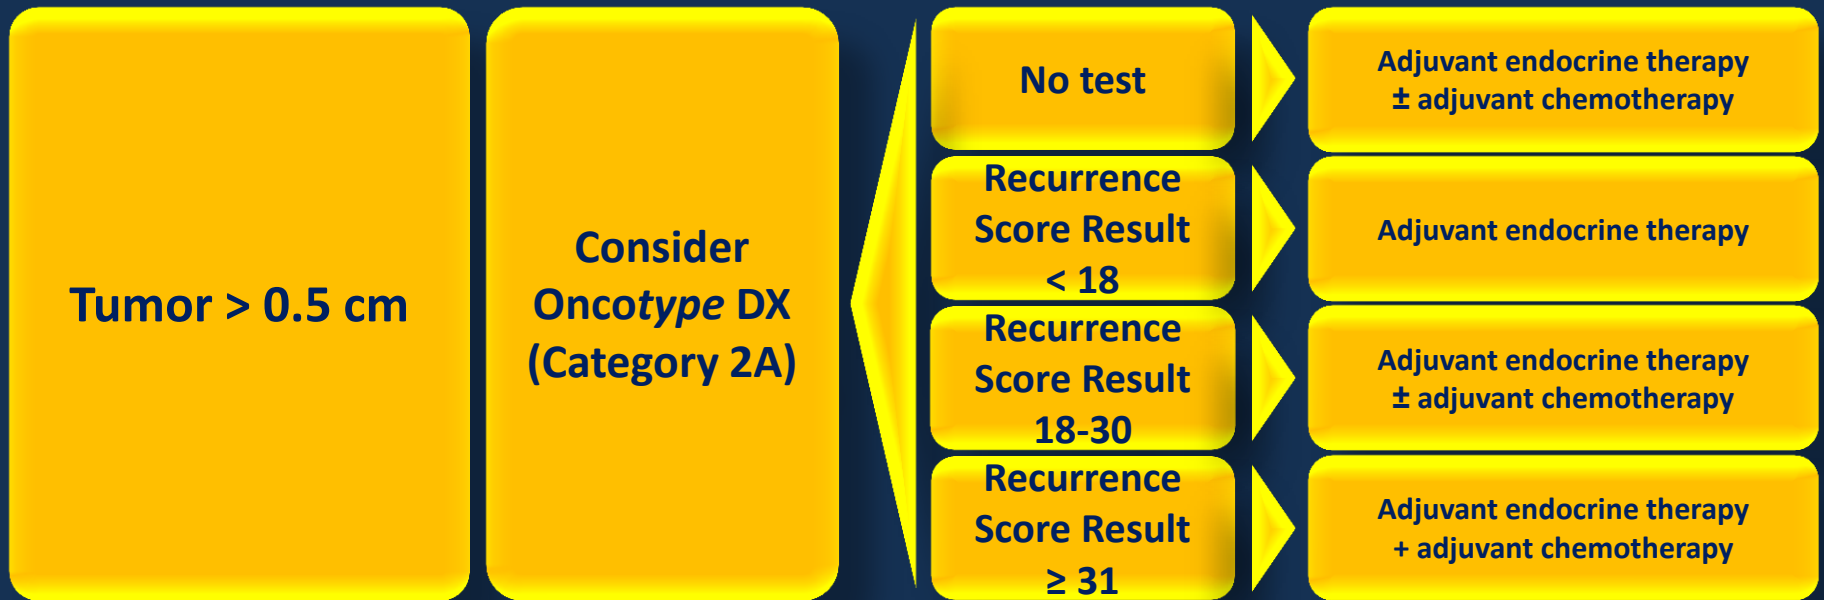 Tumor > 0.5 cm
Consider
Oncotype DX
(Category 2A)
No test
Adjuvant endocrine therapy
± adjuvant chemotherapy
Recurrence
Score Result
< 18
Adjuvant endocrine therapy
Recurrence
Score Result
18-30
Adjuvant endocrine therapy
± adjuvant chemotherapy
Recurrence
Score Result
≥ 31
Adjuvant endocrine therapy
+ adjuvant chemotherapy